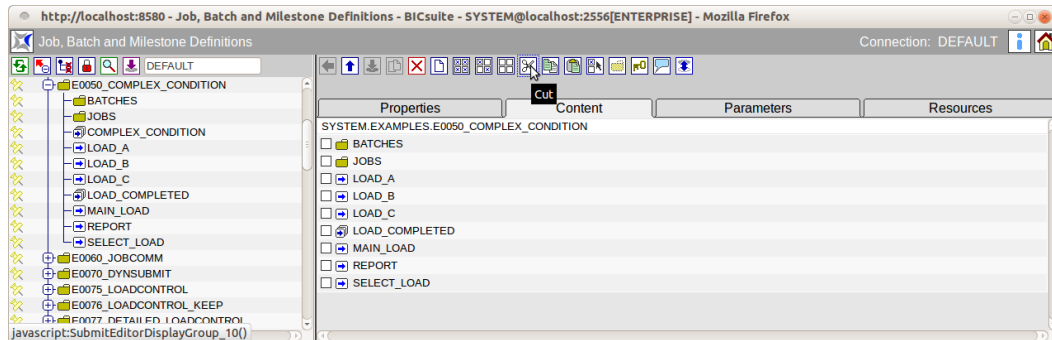 http://localhost:8580 - Job, Batch and Milestone Definitions - BICsuite - SYSTEM@localhost:2556[ENTERPRISE] - Mozilla Firefox
Job, Batch and Milestone Definitions
Connection: DEFAULT
DEFAULT
E0050_COMPLEX_CONDITION
BATCHES
JOBS
COMPLEX_CONDITION
LOAD_A
LOAD_B
LOAD_C
LOAD_COMPLETED
MAIN_LOAD
REPORT
SELECT_LOAD
E0060_JOBCOMM
E0070_DYNSUBMIT
E0075_LOADCONTROL
E0076_LOADCONTROL_KEEP
E0077_DETAILED_LOADCONTROL
javascript:SubmitEditorDisplayGroup_10()
Cut
Properties Content Parameters Resources
SYSTEM.EXAMPLES.E0050_COMPLEX_CONDITION
BATCHES
JOBS
LOAD_A
LOAD_B
LOAD_C
LOAD_COMPLETED
MAIN_LOAD
REPORT
SELECT_LOAD